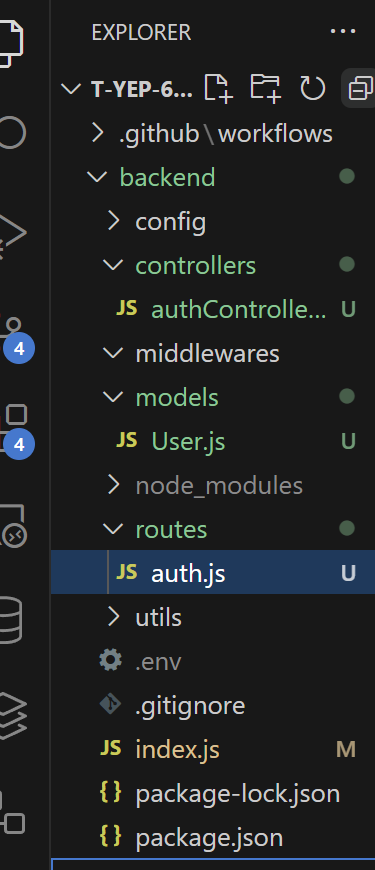 EXPLORER
T-YEP-6...
.github\workflows
backend
config
controllers
JS authControlle... U
middlewares
models
JS User.js U
node_modules
routes
JS auth.js U
utils
.env
.gitignore
JS index.js M
{} package-lock.json
{} package.json
4
4